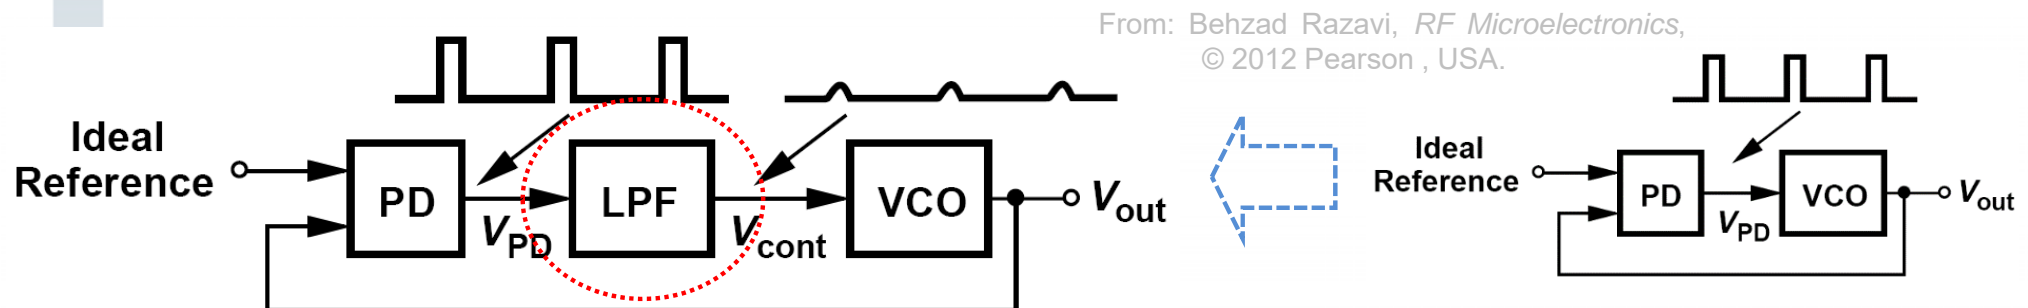 From: Behzad Razavi, RF Microelectronics,
© 2012 Pearson , USA.
Ideal
Reference
PD
VPD
LPF
Vcont
VCO
Vout
Ideal
Reference
PD
VPD
VCO
Vout